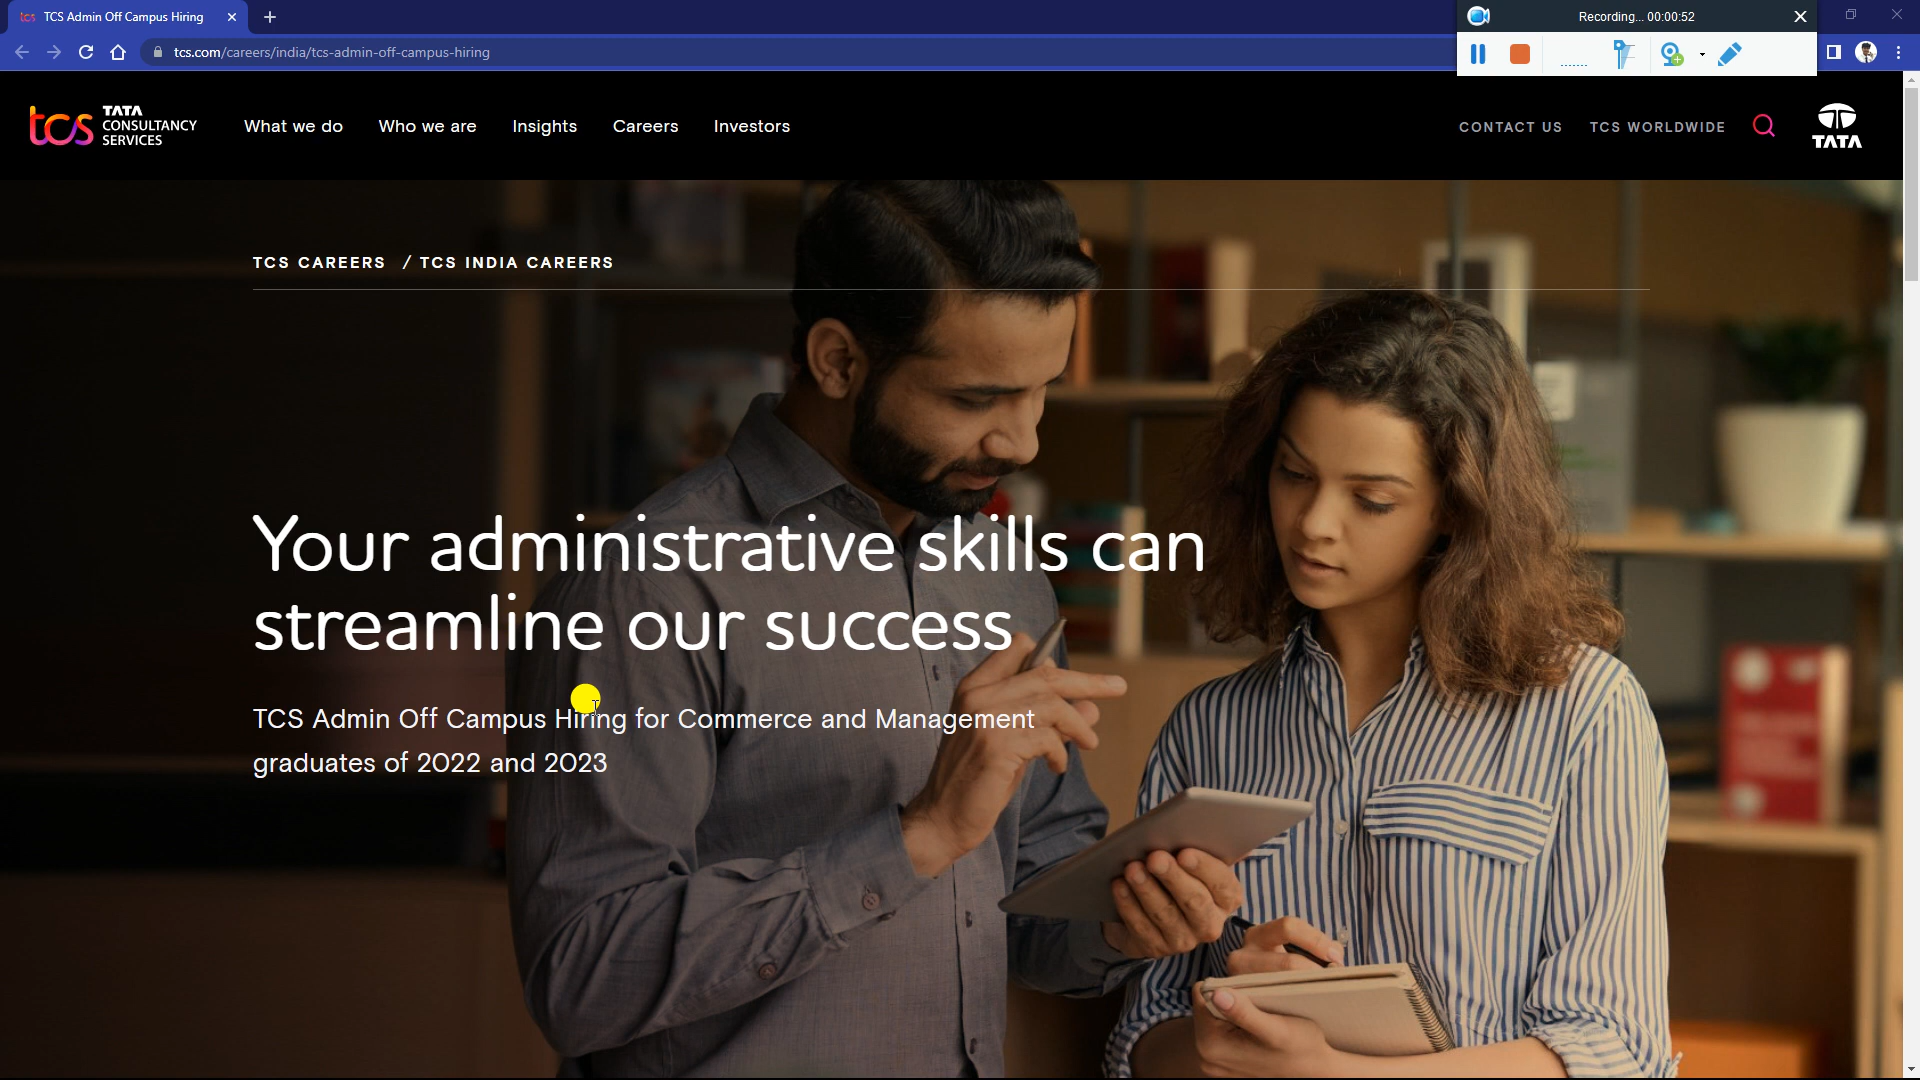 TCS Admin Off Campus Hiring
Recording... 00:00:52
tcs.com/careers/india/tcs-admin-off-campus-hiring
tcs TATA
CONSULTANCY
SERVICES
What we do
Who we are
Insights
Careers
Investors
CONTACT US
TCS WORLDWIDE
TATA
TCS CAREERS / TCS INDIA CAREERS
Your administrative skills can
streamline our success
TCS Admin Off Campus Hiring for Commerce and Management
graduates of 2022 and 2023